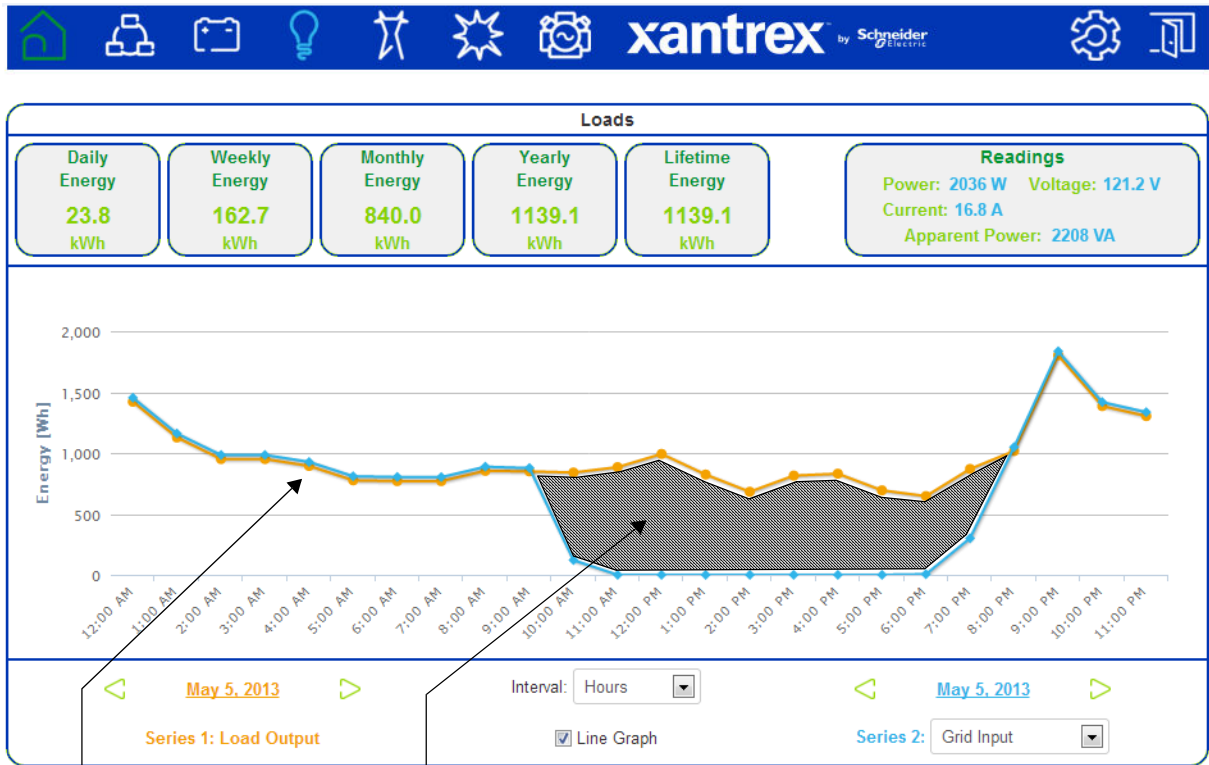 xantrex™ by Schneider Electric
Loads
Daily Energy
23.8
kWh
Weekly Energy
162.7
kWh
Monthly Energy
840.0
kWh
Yearly Energy
1139.1
kWh
Lifetime Energy
1139.1
kWh
Readings
Power: 2036 W Voltage: 121.2 V
Current: 16.8 A
Apparent Power: 2208 VA
Energy [Wh]
2,000
1,500
1,000
500
0
12:00 AM
1:00 AM
2:00 AM
3:00 AM
4:00 AM
5:00 AM
6:00 AM
7:00 AM
8:00 AM
9:00 AM
10:00 AM
11:00 AM
12:00 PM
1:00 PM
2:00 PM
3:00 PM
4:00 PM
5:00 PM
6:00 PM
7:00 PM
8:00 PM
9:00 PM
10:00 PM
11:00 PM
May 5, 2013
Interval: Hours
May 5, 2013
Series 1: Load Output
Line Graph
Series 2: Grid Input